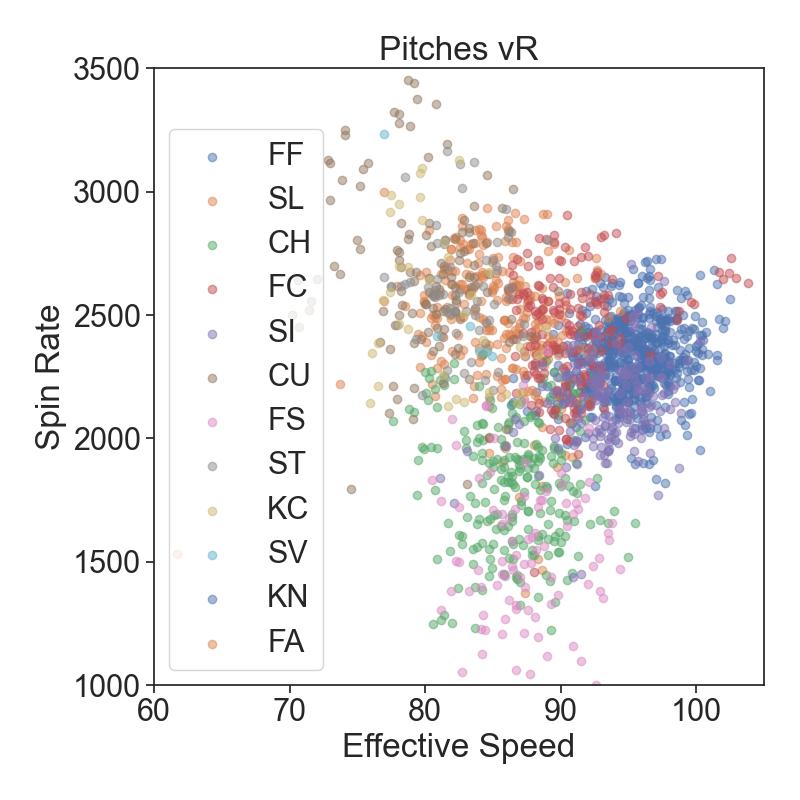 Pitches vR
3500
3000
2500
2000
1500
1000
Spin Rate
FF
SL
CH
FC
SI
CU
FS
ST
KC
SV
KN
FA
60 70 80 90 100
Effective Speed